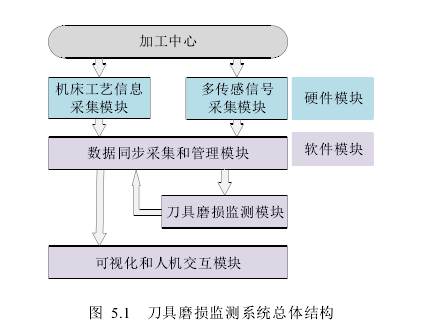 加工中心
机床工艺信息
采集模块
多传感信号
采集模块
硬件模块
数据同步采集和管理模块
软件模块
刀具磨损监测模块
可视化和人机交互模块
图 5.1 刀具磨损监测系统总体结构